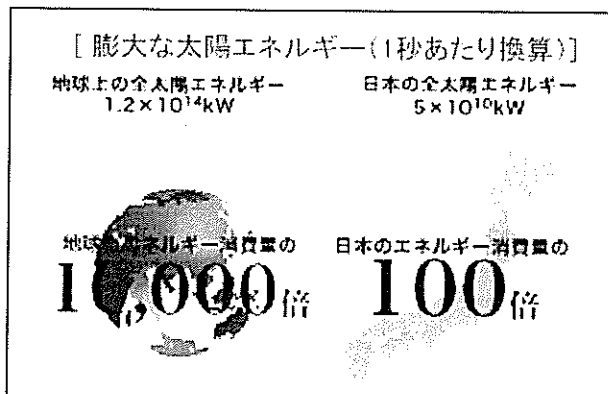 [膨大な太陽エネルギー(1秒あたり換算)]
地球上の全太陽エネルギー
1.2×10¹⁴kW
日本の全太陽エネルギー
5×10¹⁰kW
地球 エネルギー消費量の
10,000倍
日本のエネルギー消費量の
100倍